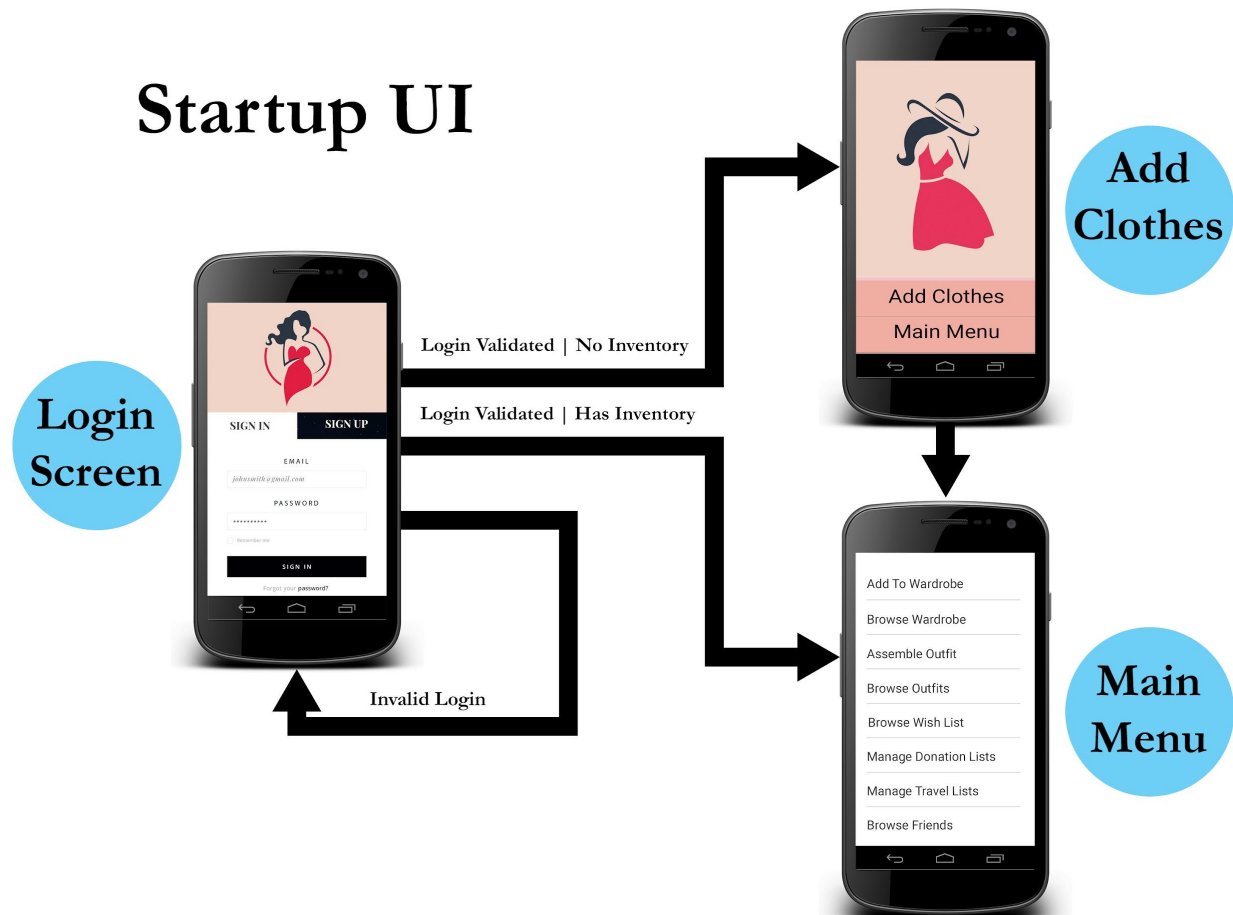 Startup UI
Add
Clothes
Add Clothes
Main Menu
Login Validated | No Inventory
Login Validated | Has Inventory
Login
Screen
SIGN IN
SIGN UP
EMAIL
johnsmith@gmail.com
PASSWORD
**********
Remember me
SIGN IN
Forgot your password?
Invalid Login
Add To Wardrobe
Browse Wardrobe
Assemble Outfit
Browse Outfits
Browse Wish List
Manage Donation Lists
Manage Travel Lists
Browse Friends
Main
Menu